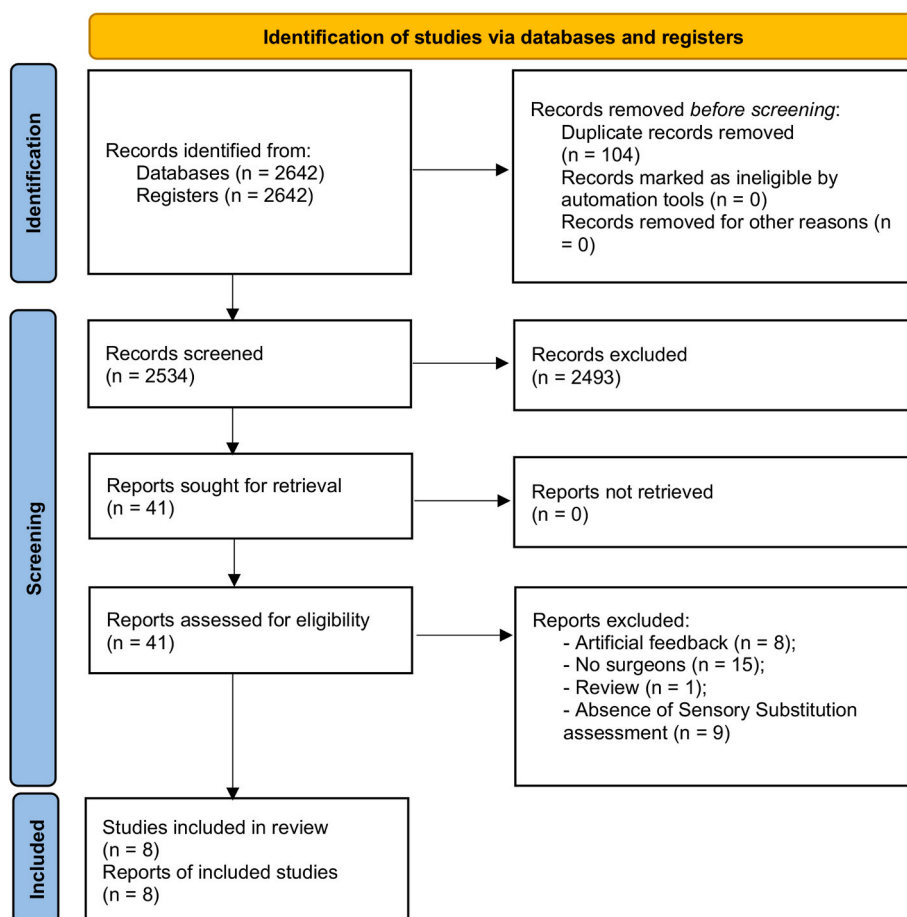 Identification of studies via databases and registers
Identification
Records identified from:
Databases (n = 2642)
Registers (n = 2642)
Records removed before screening:
Duplicate records removed
(n = 104)
Records marked as ineligible by
automation tools (n = 0)
Records removed for other reasons (n
= 0)
Screening
Records screened
(n = 2534)
Records excluded
(n = 2493)
Reports sought for retrieval
(n = 41)
Reports not retrieved
(n = 0)
Reports assessed for eligibility
(n = 41)
Reports excluded:
- Artificial feedback (n = 8);
- No surgeons (n = 15);
- Review (n = 1);
- Absence of Sensory Substitution
assessment (n = 9)
Included
Studies included in review
(n = 8)
Reports of included studies
(n = 8)